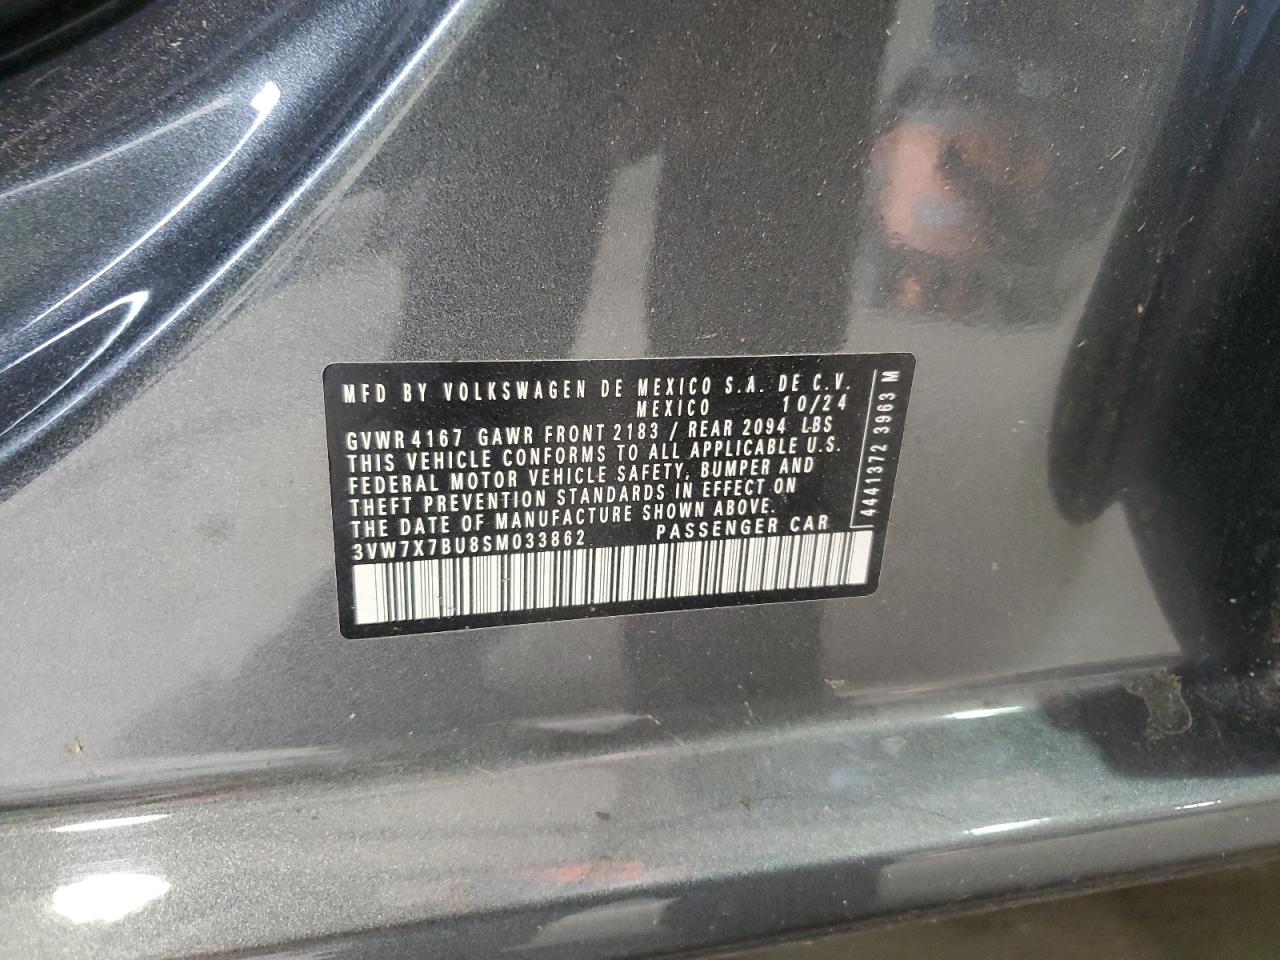 MFD BY VOLKSWAGEN DE MEXICO S.A. DE C.V.
MEXICO 10/24
GVWR 4167 GAWR FRONT 2183 / REAR 2094 LBS
THIS VEHICLE CONFORMS TO ALL APPLICABLE U.S.
FEDERAL MOTOR VEHICLE SAFETY, BUMPER AND
THEFT PREVENTION STANDARDS IN EFFECT ON
THE DATE OF MANUFACTURE SHOWN ABOVE.
3VW7X7BU8SM033862 PASSENGER CAR
4441372 3963 M